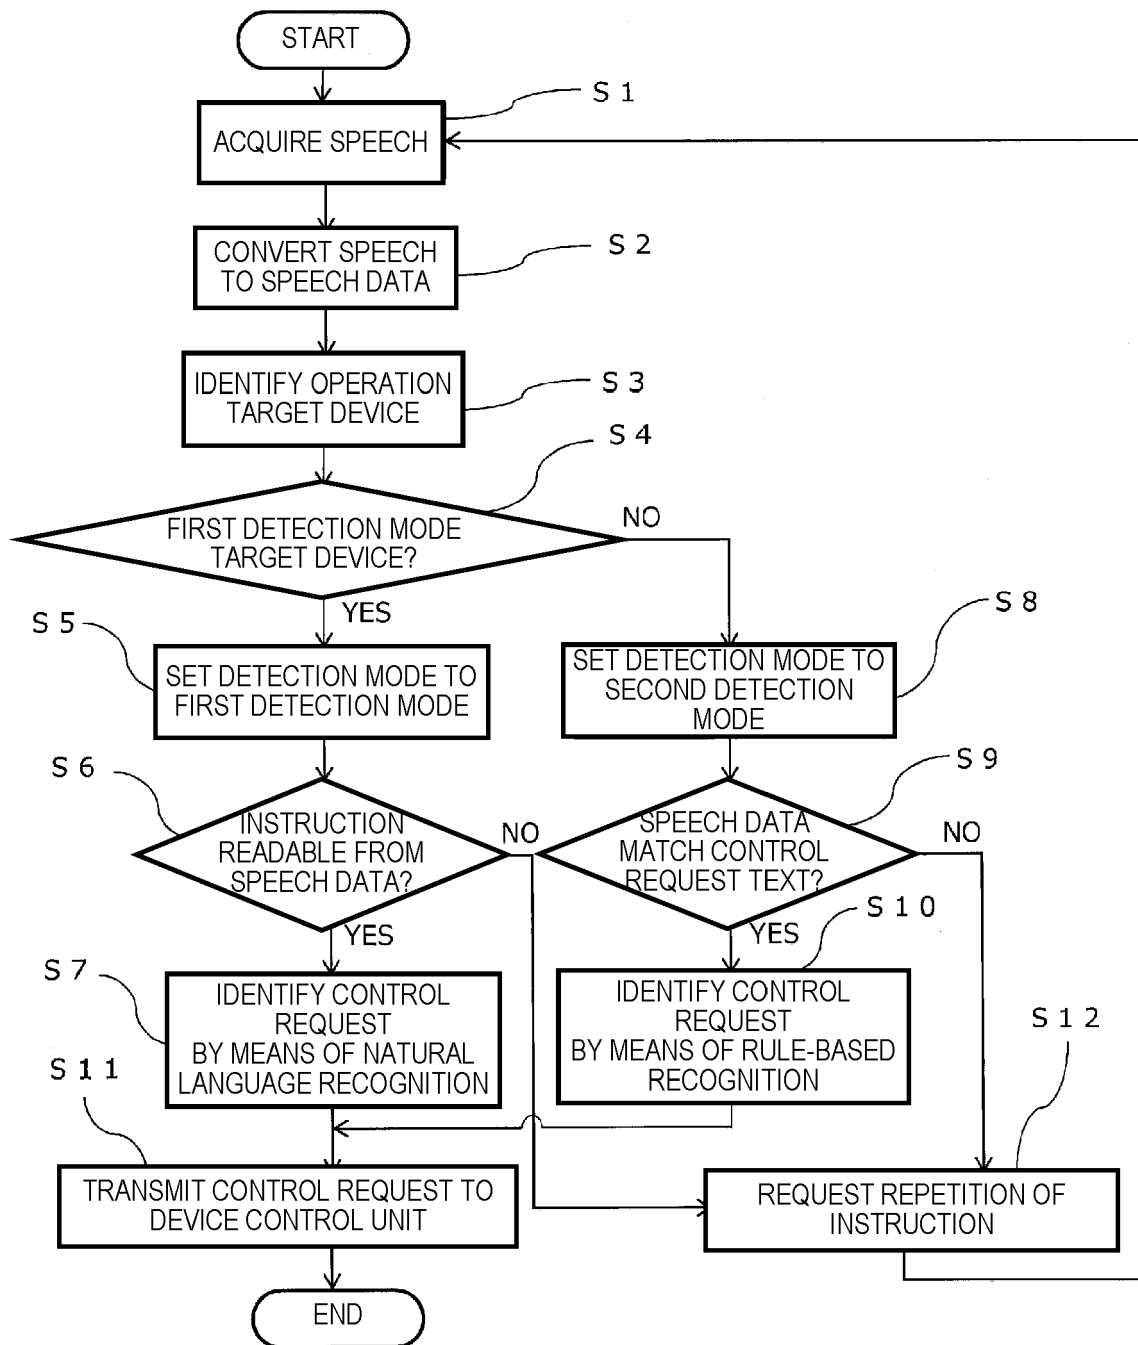 START
S 1
ACQUIRE SPEECH
S 2
CONVERT SPEECH
TO SPEECH DATA
S 3
IDENTIFY OPERATION
TARGET DEVICE
S 4
FIRST DETECTION MODE
TARGET DEVICE?
NO
YES
S 5
SET DETECTION MODE TO
FIRST DETECTION MODE
S 8
SET DETECTION MODE TO
SECOND DETECTION
MODE
S 6
INSTRUCTION
READABLE FROM
SPEECH DATA?
NO
YES
S 9
SPEECH DATA
MATCH CONTROL
REQUEST TEXT?
NO
YES
S 7
IDENTIFY CONTROL
REQUEST
BY MEANS OF NATURAL
LANGUAGE RECOGNITION
S 1 0
IDENTIFY CONTROL
REQUEST
BY MEANS OF RULE-BASED
RECOGNITION
S 1 1
TRANSMIT CONTROL REQUEST TO
DEVICE CONTROL UNIT
S 1 2
REQUEST REPETITION OF
INSTRUCTION
END